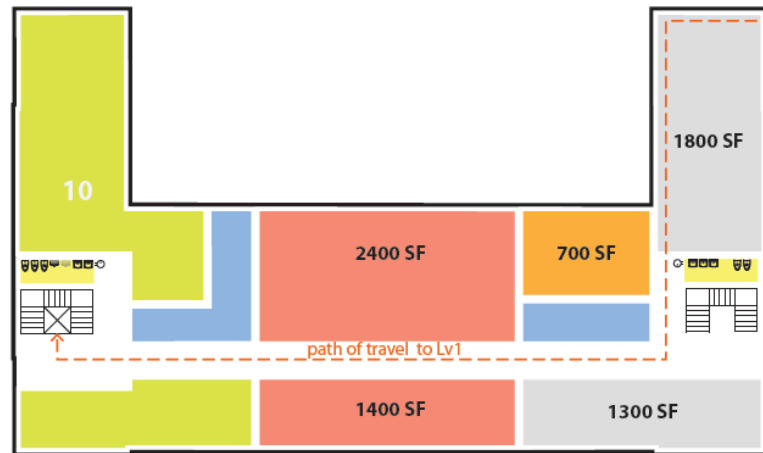 1800 SF
10
2400 SF
700 SF
path of travel to Lv1
1400 SF
1300 SF